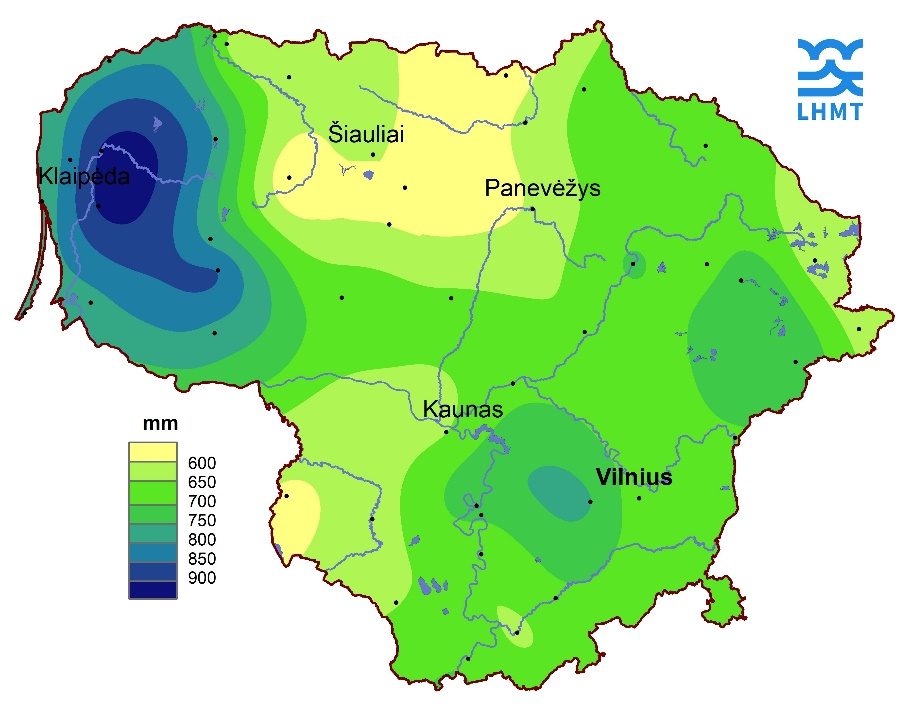 LHMT
Šiauliai
Klaipėda
Panevėžys
Kaunas
mm
Vilnius
600
650
700
750
800
850
900